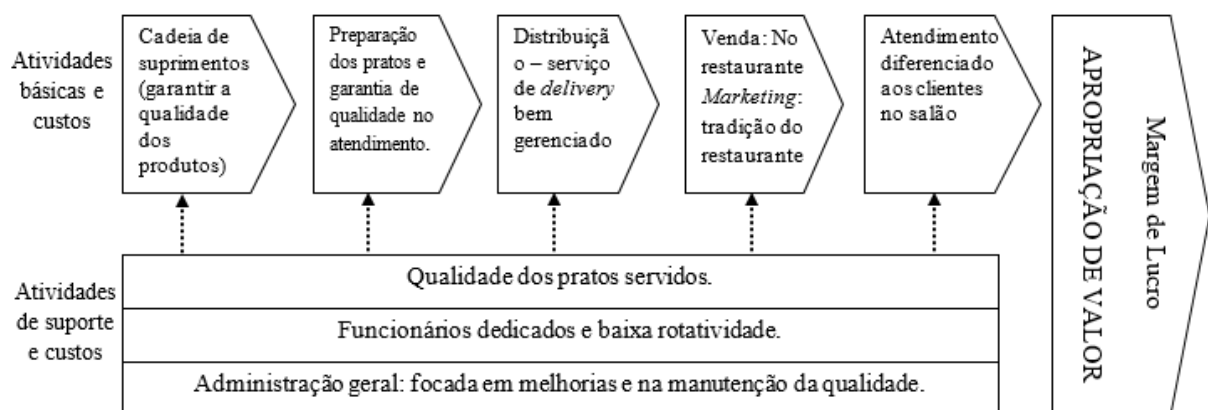 Atividades
básicas e
custos
Cadeia de
suprimentos
(garantir a
qualidade
dos
produtos)
Preparação
dos pratos e
garantia de
qualidade no
atendimento.
Distribuiçã
o – serviço
de delivery
bem
gerenciado
Venda: No
restaurante
Marketing:
tradição do
restaurante
Atendimento
diferenciado
aos clientes
no salão
Margem de Lucro
APROPRIAÇÃO DE VALOR
Atividades
de suporte
e custos
Qualidade dos pratos servidos.
Funcionários dedicados e baixa rotatividade.
Administração geral: focada em melhorias e na manutenção da qualidade.